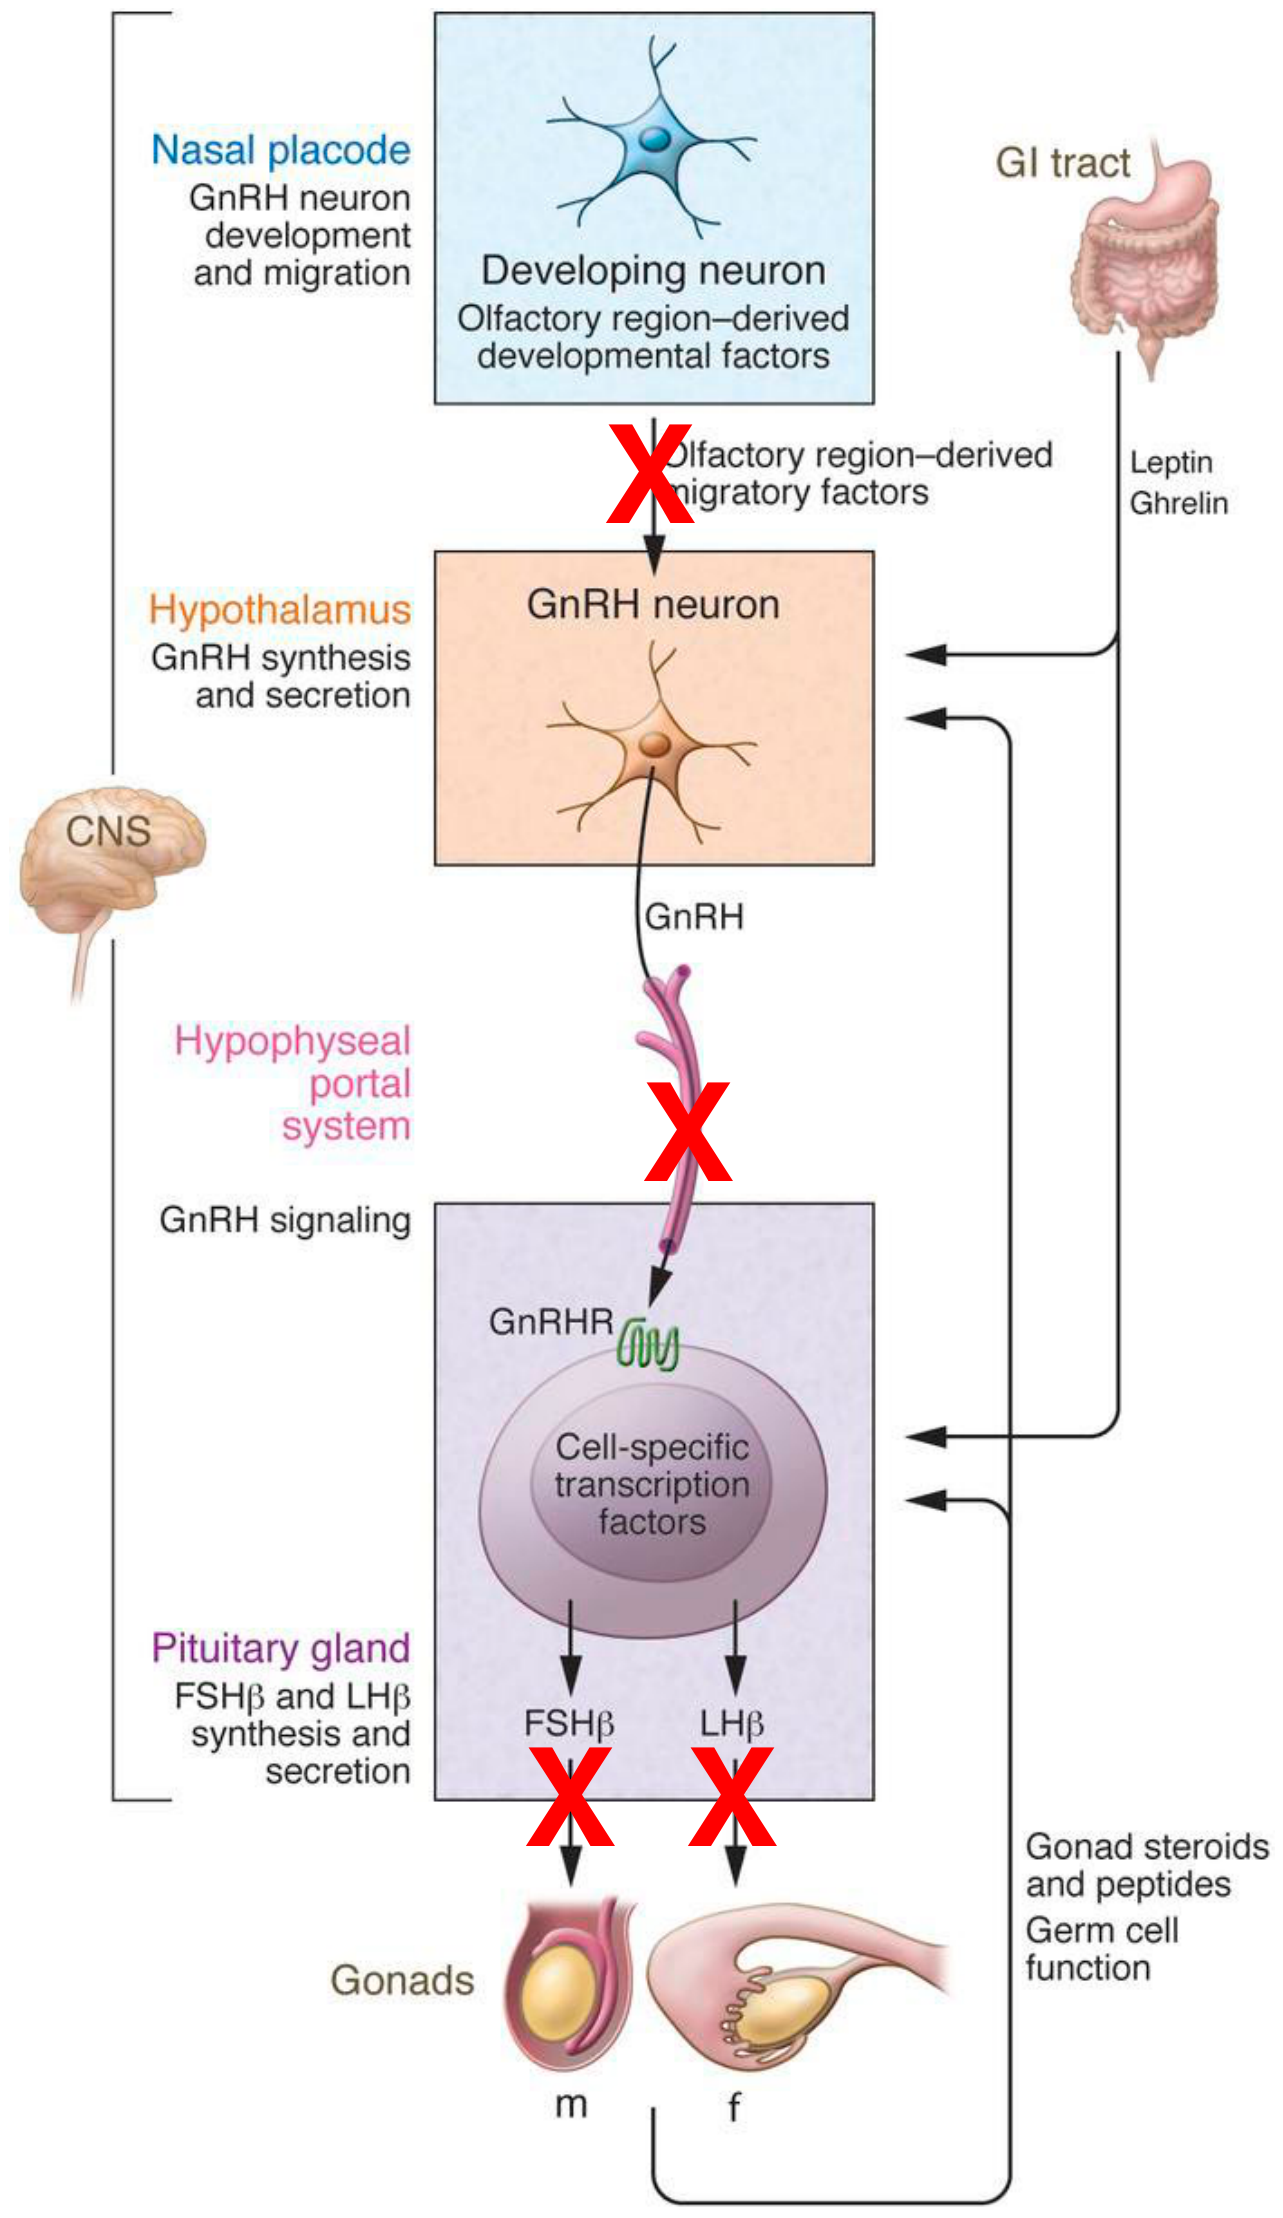 Nasal placode
GnRH neuron
development
and migration
Developing neuron
Olfactory region–derived
developmental factors
GI tract
X
region–derived
factors
Leptin
Ghrelin
Hypothalamus
GnRH synthesis
and secretion
GnRH neuron
CNS
GnRH
Hypophyseal
portal
system
X
GnRH signaling
GnRHR
Cell-specific
transcription
factors
Pituitary gland
FSHβ and LHβ
synthesis and
secretion
FSHβ
LHβ
X
X
Gonad steroids
and peptides
Germ cell
function
Gonads
m
f